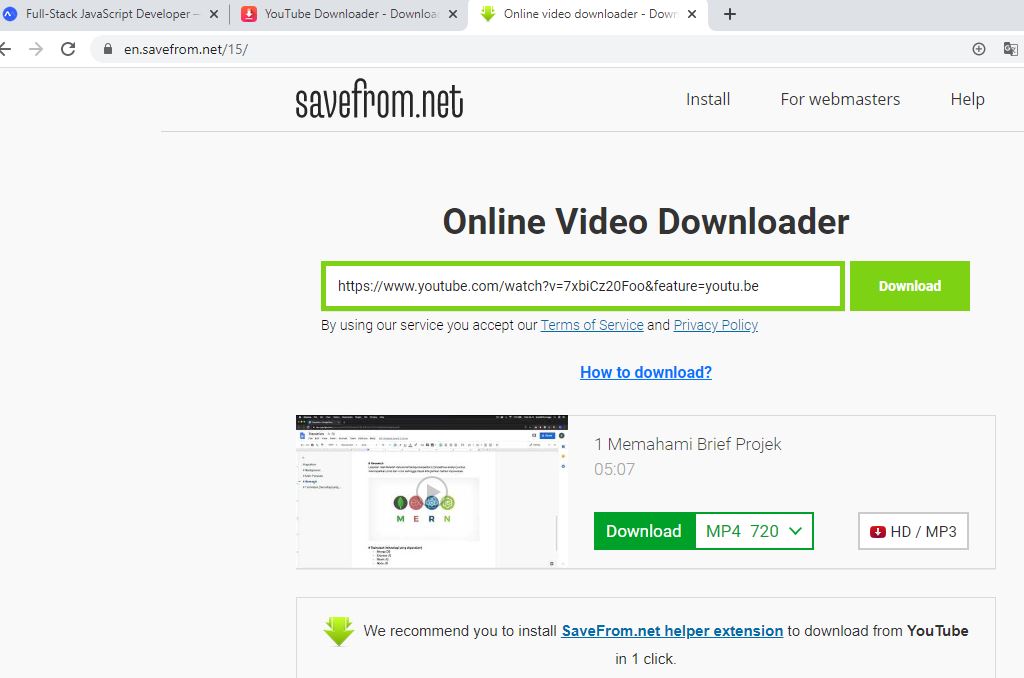 Full-Stack JavaScript Developer –
YouTube Downloader - Downloa
Online video downloader - Down
en.savefrom.net/15/
savefrom.net
Install
For webmasters
Help
Online Video Downloader
https://www.youtube.com/watch?v=7xbiCz20Foo&feature=youtu.be
Download
By using our service you accept our Terms of Service and Privacy Policy
How to download?
MERN
1 Memahami Brief Projek
05:07
Download MP4 720
HD / MP3
We recommend you to install SaveFrom.net helper extension to download from YouTube
in 1 click.